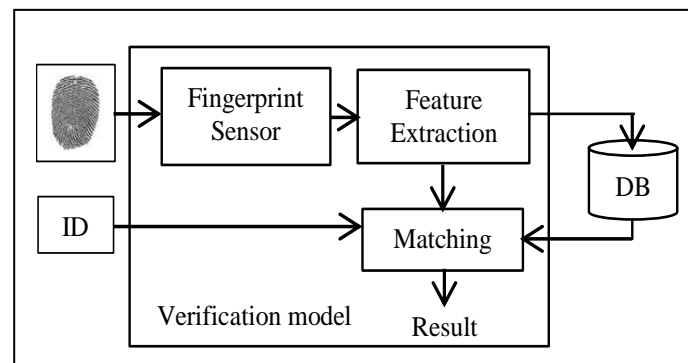 Fingerprint
Sensor
Feature
Extraction
DB
ID
Matching
Verification model
Result